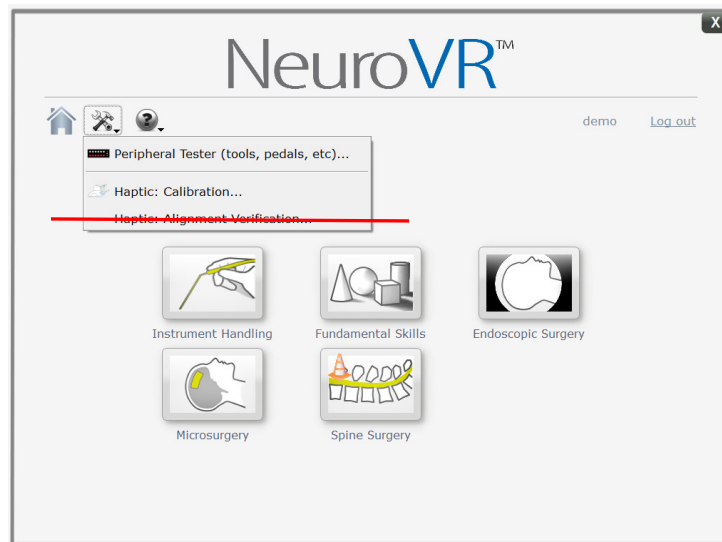 X
NeuroVR™
demo Log out
Peripheral Tester (tools, pedals, etc)...
Haptic: Calibration...
Haptic: Alignment Verification...
Instrument Handling Fundamental Skills Endoscopic Surgery
Microsurgery Spine Surgery